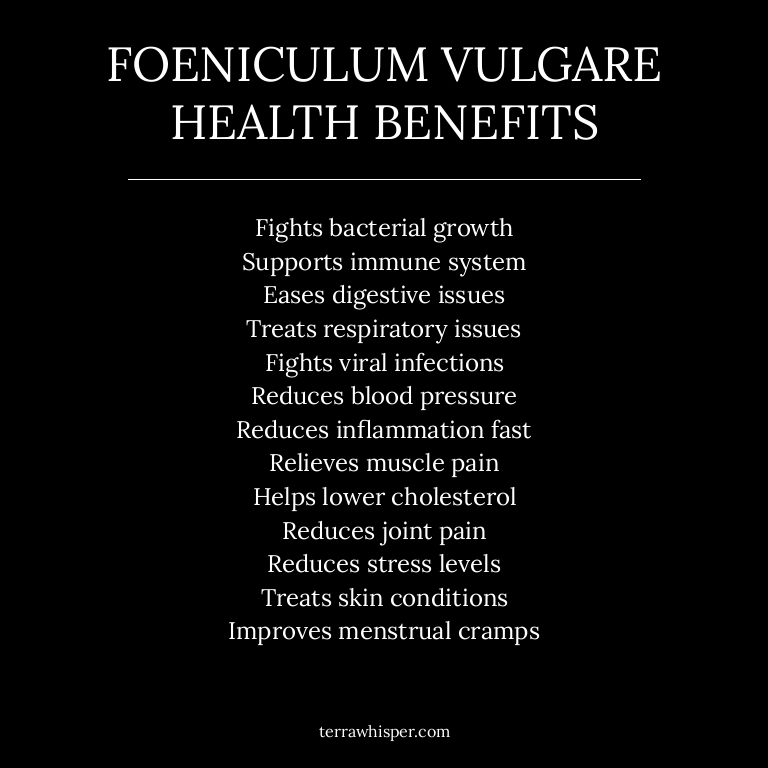 FOENICULUM VULGARE
HEALTH BENEFITS
Fights bacterial growth
Supports immune system
Eases digestive issues
Treats respiratory issues
Fights viral infections
Reduces blood pressure
Reduces inflammation fast
Relieves muscle pain
Helps lower cholesterol
Reduces joint pain
Reduces stress levels
Treats skin conditions
Improves menstrual cramps
terrawhisper.com